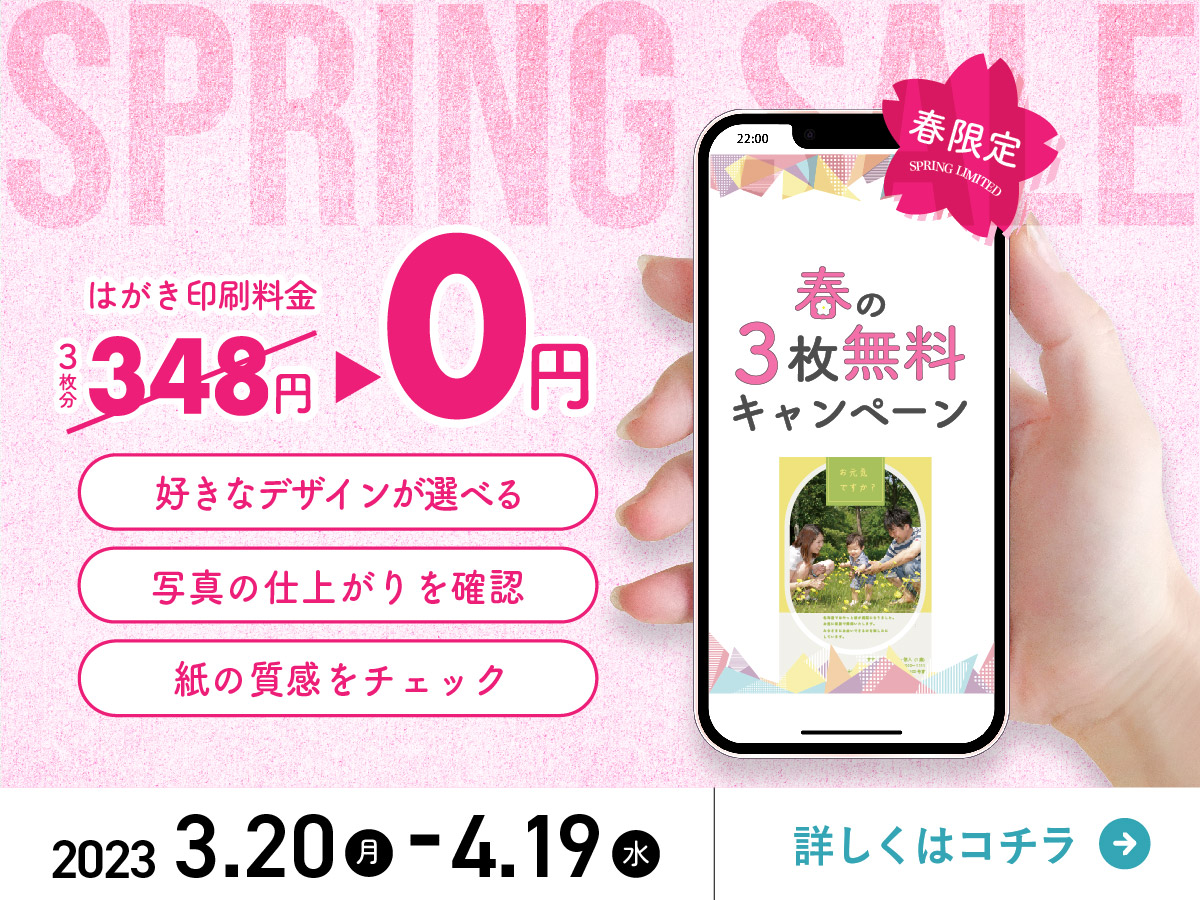 SPRING SALE
春限定
SPRING LIMITED
22:00
はがき印刷料金
3枚分
348円
0円
好きなデザインが選べる
写真の仕上がりを確認
紙の質感をチェック
春の
3枚無料
キャンペーン
お元気
ですか?
2023 3.20 月 - 4.19 水
詳しくはコチラ